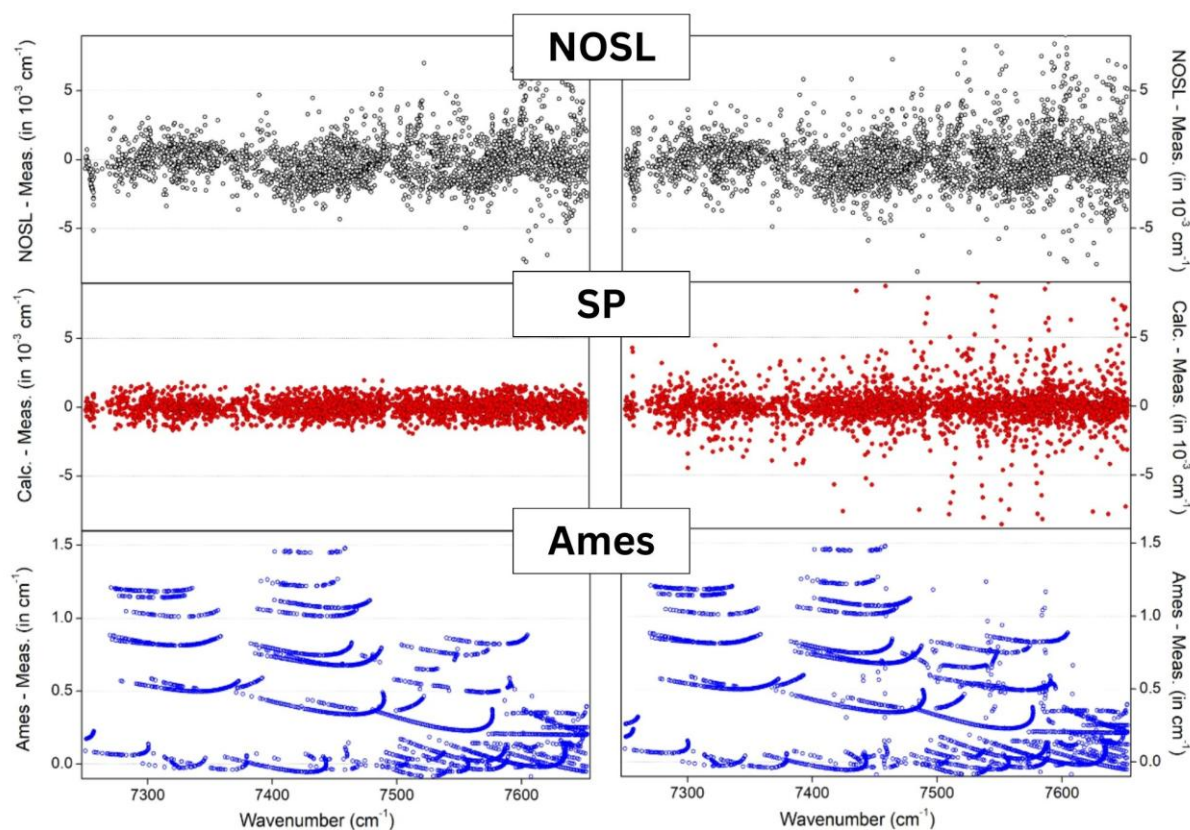 NOSL
NOSL - Meas. (in 10⁻³ cm⁻¹)
5
0
-5
5
0
-5
NOSL - Meas. (in 10⁻³ cm⁻¹)
SP
Calc. - Meas. (in 10⁻³ cm⁻¹)
5
0
-5
5
0
-5
Calc. - Meas. (in 10⁻³ cm⁻¹)
Ames
Ames - Meas. (in cm⁻¹)
1.5
1.0
0.5
0.0
1.5
1.0
0.5
0.0
Ames - Meas. (in cm⁻¹)
7300 7400 7500 7600
Wavenumber (cm⁻¹)
7300 7400 7500 7600
Wavenumber (cm⁻¹)